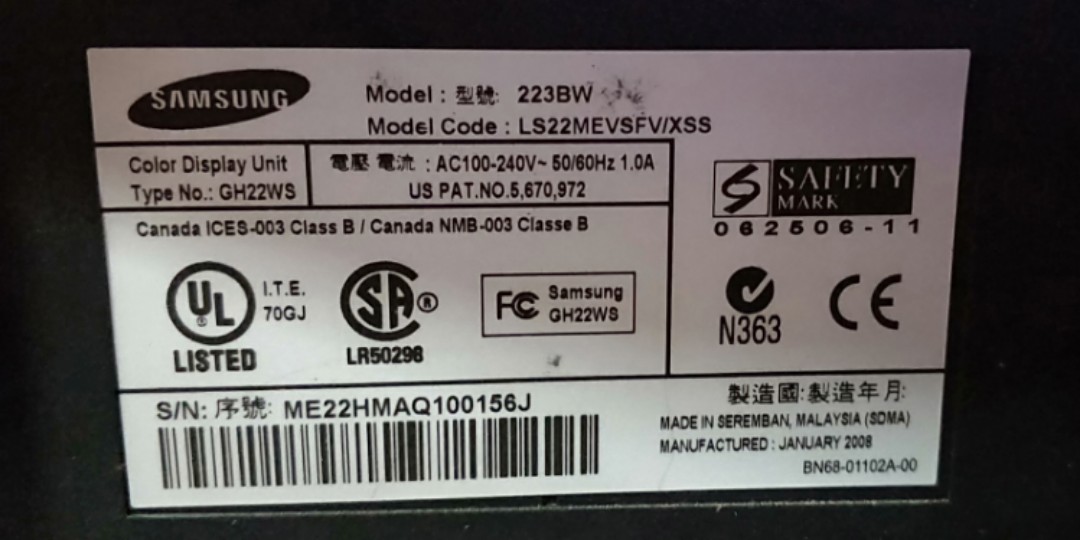 SAMSUNG
Model : 型號: 223BW
Model Code : LS22MEVSFV/XSS
Color Display Unit
Type No.: GH22WS
電壓 電流 : AC100-240V~ 50/60Hz 1.0A
US PAT.NO.5,670,972
SAFETY
MARK
062506-11
Canada ICES-003 Class B / Canada NMB-003 Classe B
UL
®
LISTED
I.T.E.
70GJ
SA®
LR50298
FC
Samsung
GH22WS
N363
CE
S/N: 序號: ME22HMAQ100156J
製造國:製造年月:
MADE IN SEREMBAN, MALAYSIA (SDMA)
MANUFACTURED : JANUARY 2008
BN68-01102A-00